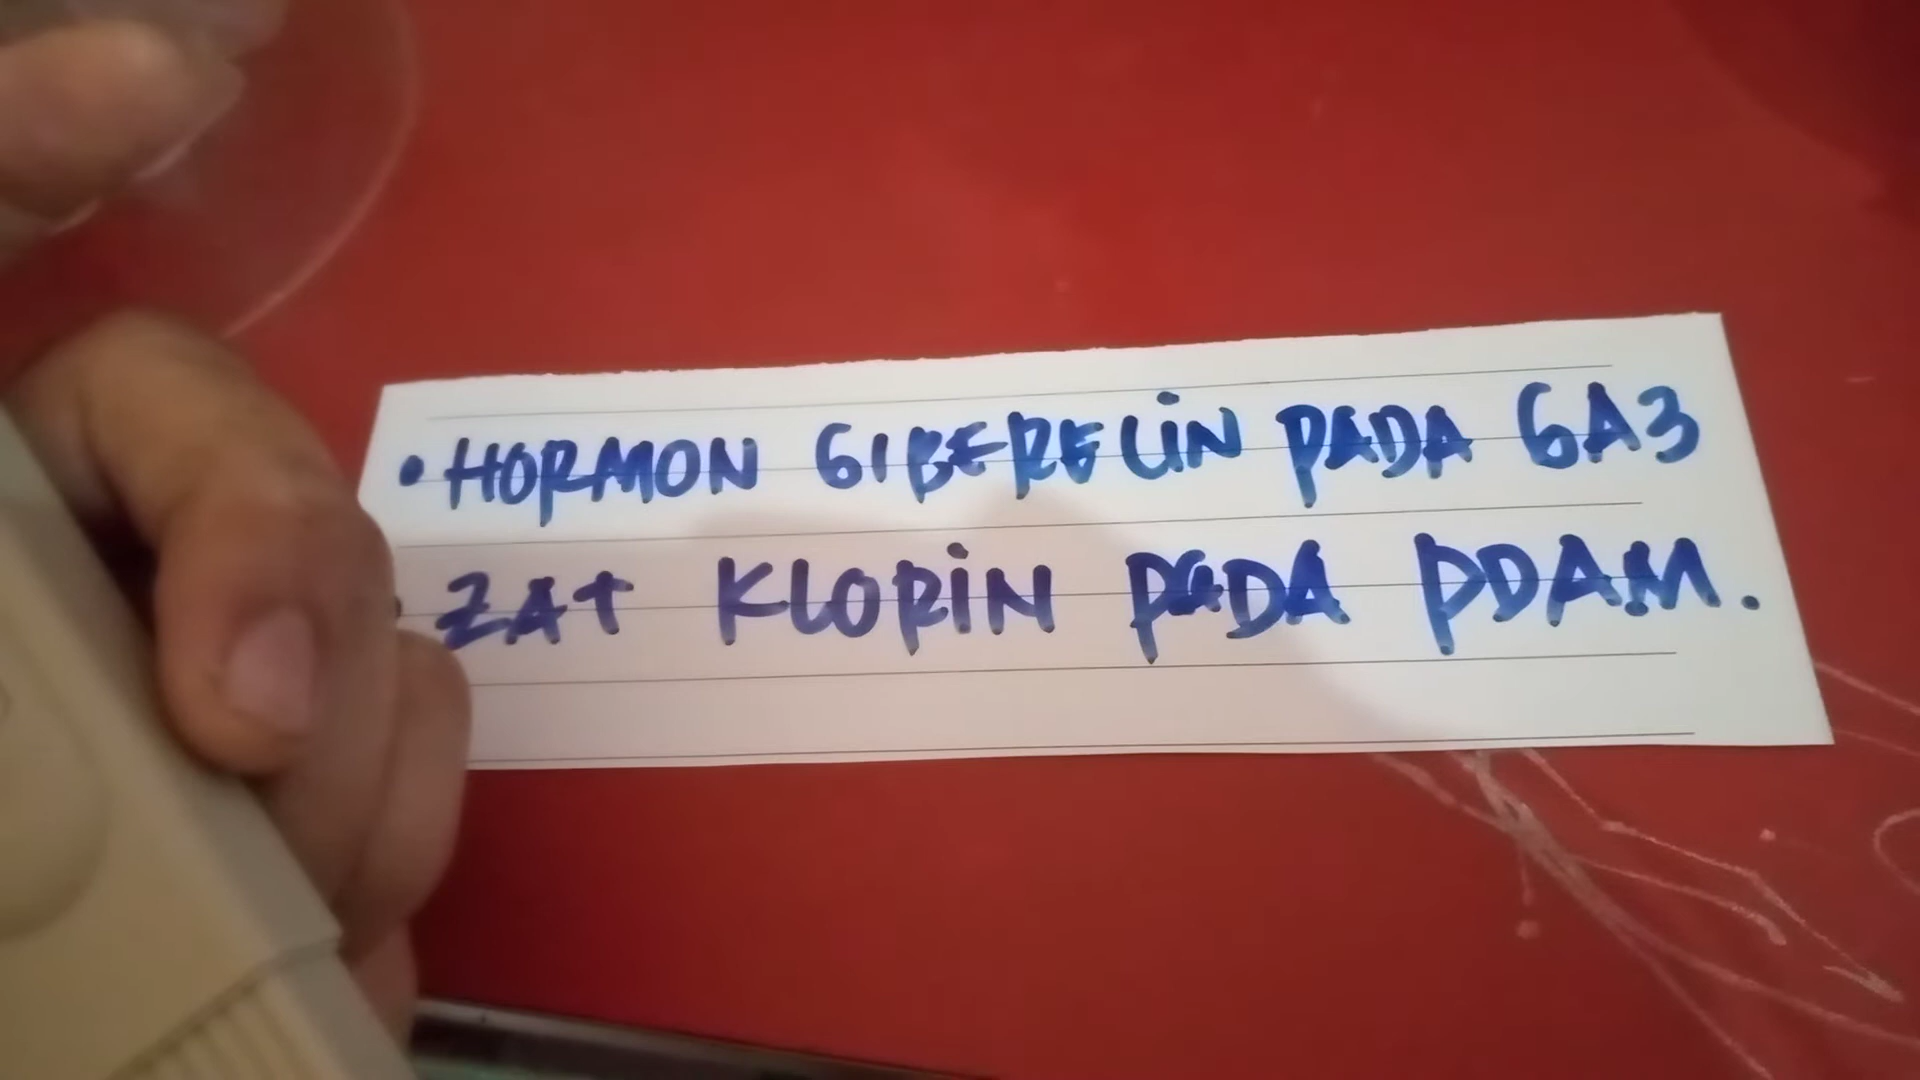 • HORMON GIBERELIN PADA GA3
• ZAT KLORIN PADA PDAM.